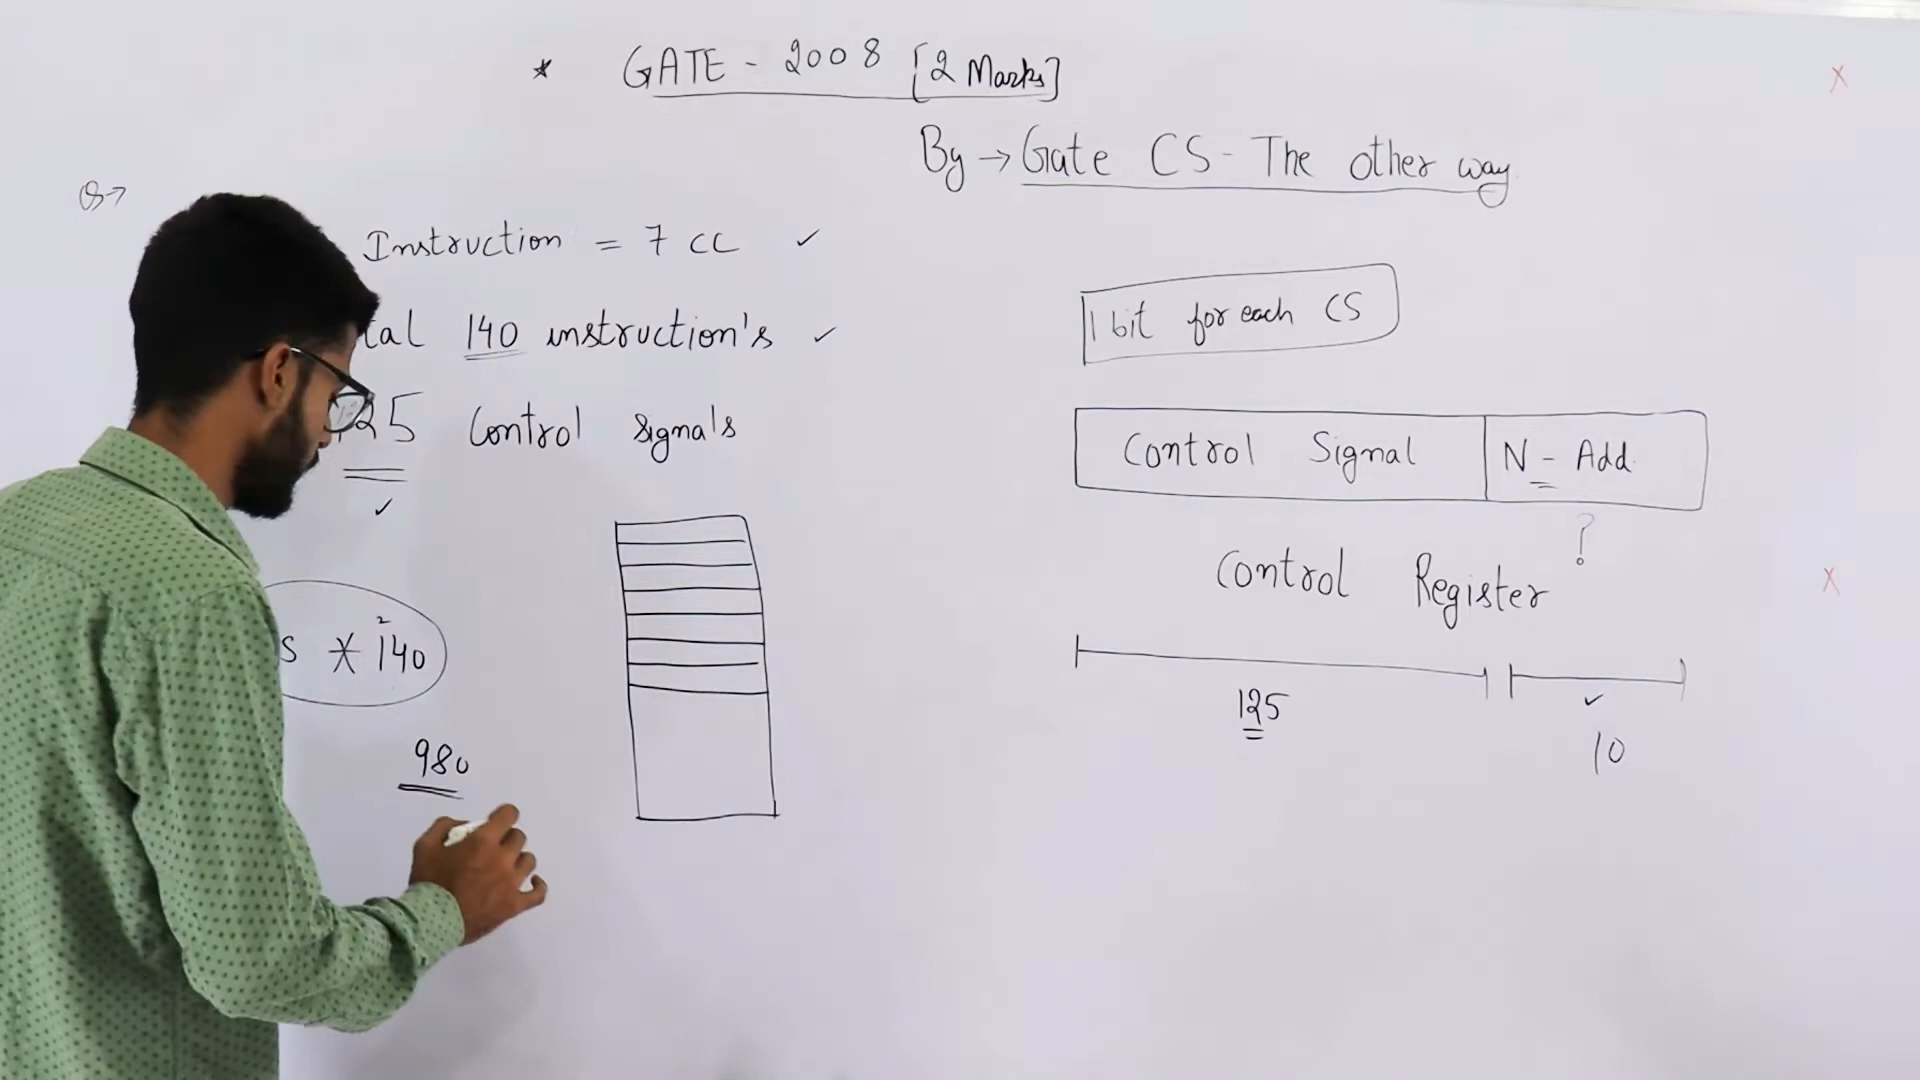 * GATE - 2008 [2 Marks]
By → Gate CS - The other way
Q →
Instruction = 7 CC ✓
tal 140 instruction's ✓
125 Control Signals
✓
s * 140
2
980
1 bit for each CS
Control Signal N - Add.
?
Control Register
125
✓
10
X
X